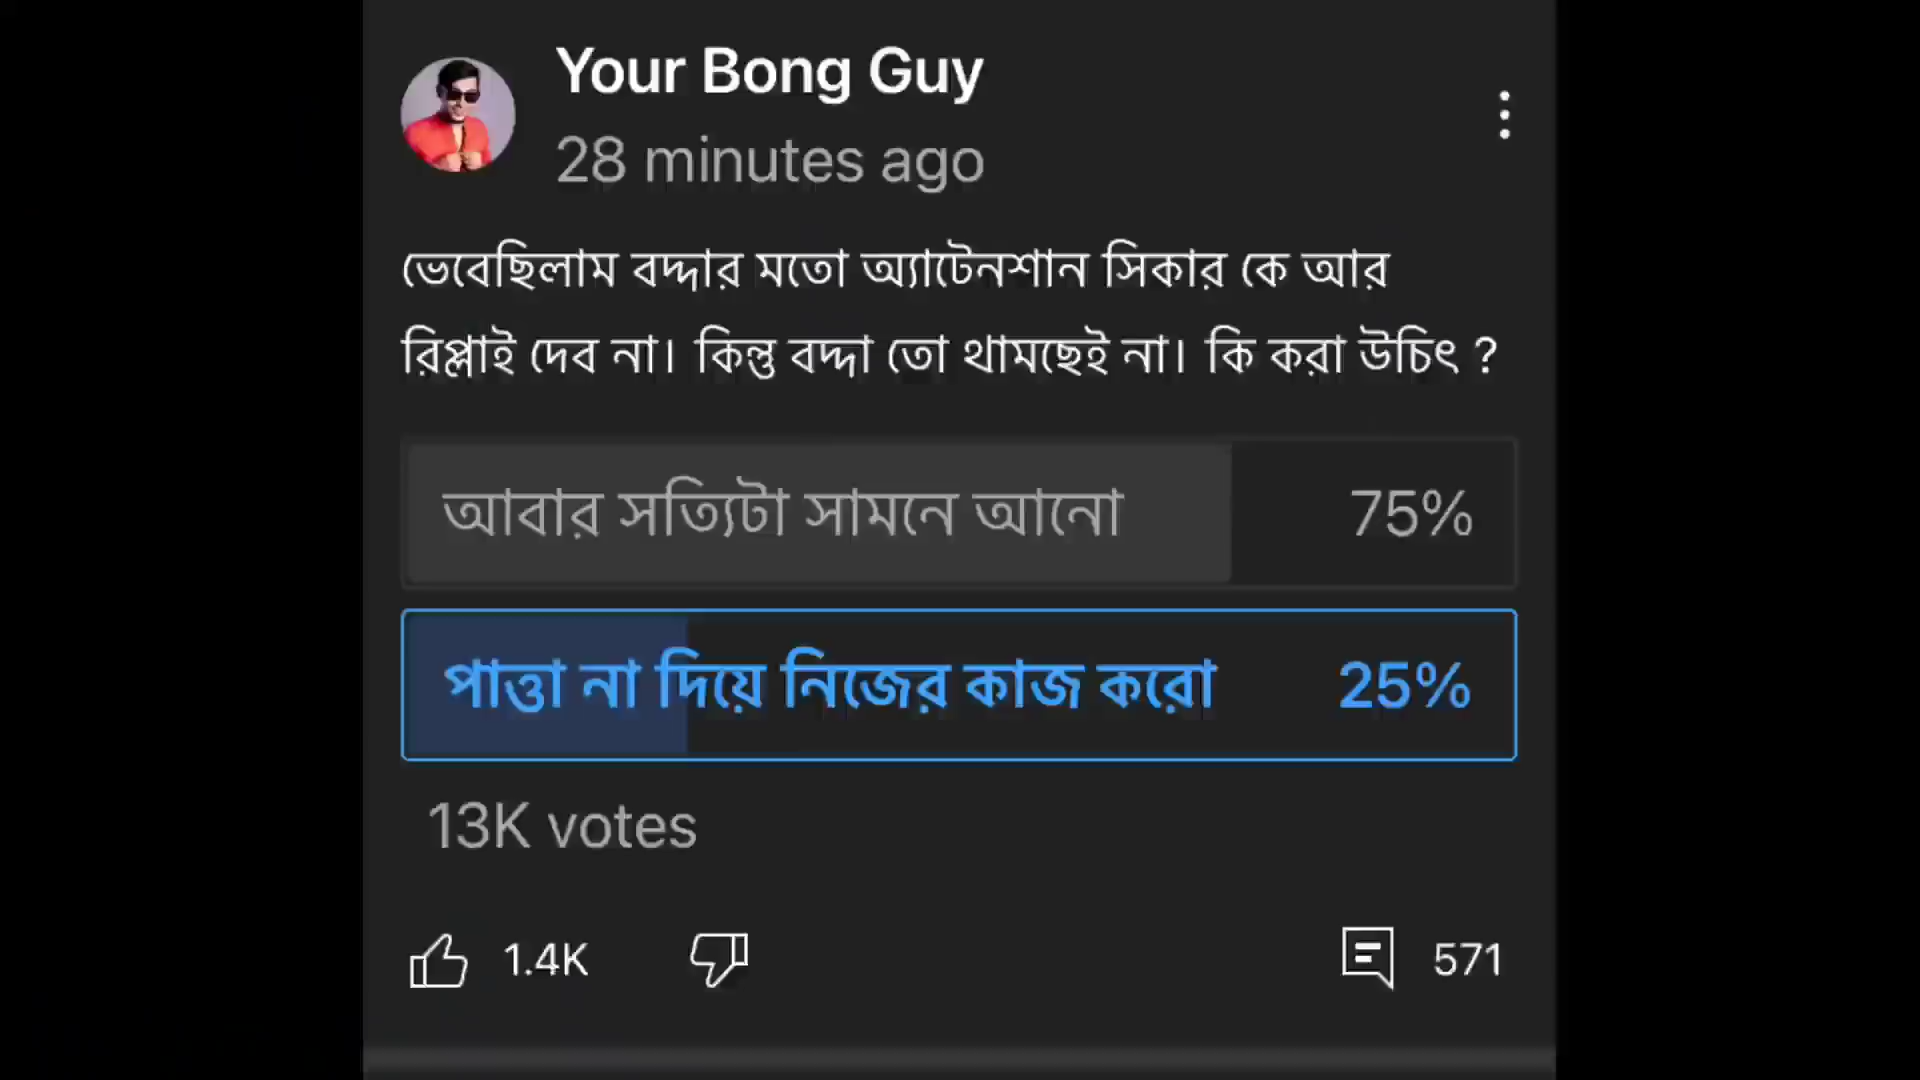 Your Bong Guy
28 minutes ago
ভেবেছিলাম বদ্দার মতো অ্যাটেনশান সিকার কে আর
রিপ্লাই দেব না। কিন্তু বদ্দা তো থামছেই না। কি করা উচিৎ ?
আবার সত্যিটা সামনে আনো 75%
পাত্তা না দিয়ে নিজের কাজ করো 25%
13K votes
1.4K 571